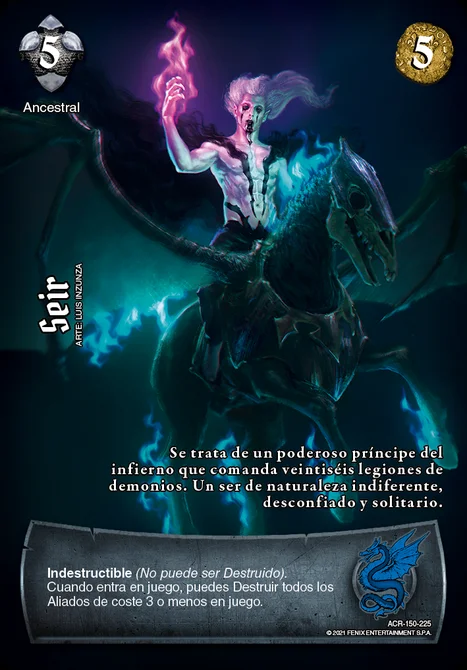 5
5
Ancestral
Seir
ARTE: LUIS INZUNZA
Se trata de un poderoso príncipe del
infierno que comanda veintiséis legiones de
demonios. Un ser de naturaleza indiferente,
desconfiado y solitario.
Indestructible (No puede ser Destruido).
Cuando entra en juego, puedes Destruir todos los
Aliados de coste 3 o menos en juego.
ACR-150-225
© 2021 FENIX ENTERTAINMENT S.P.A.